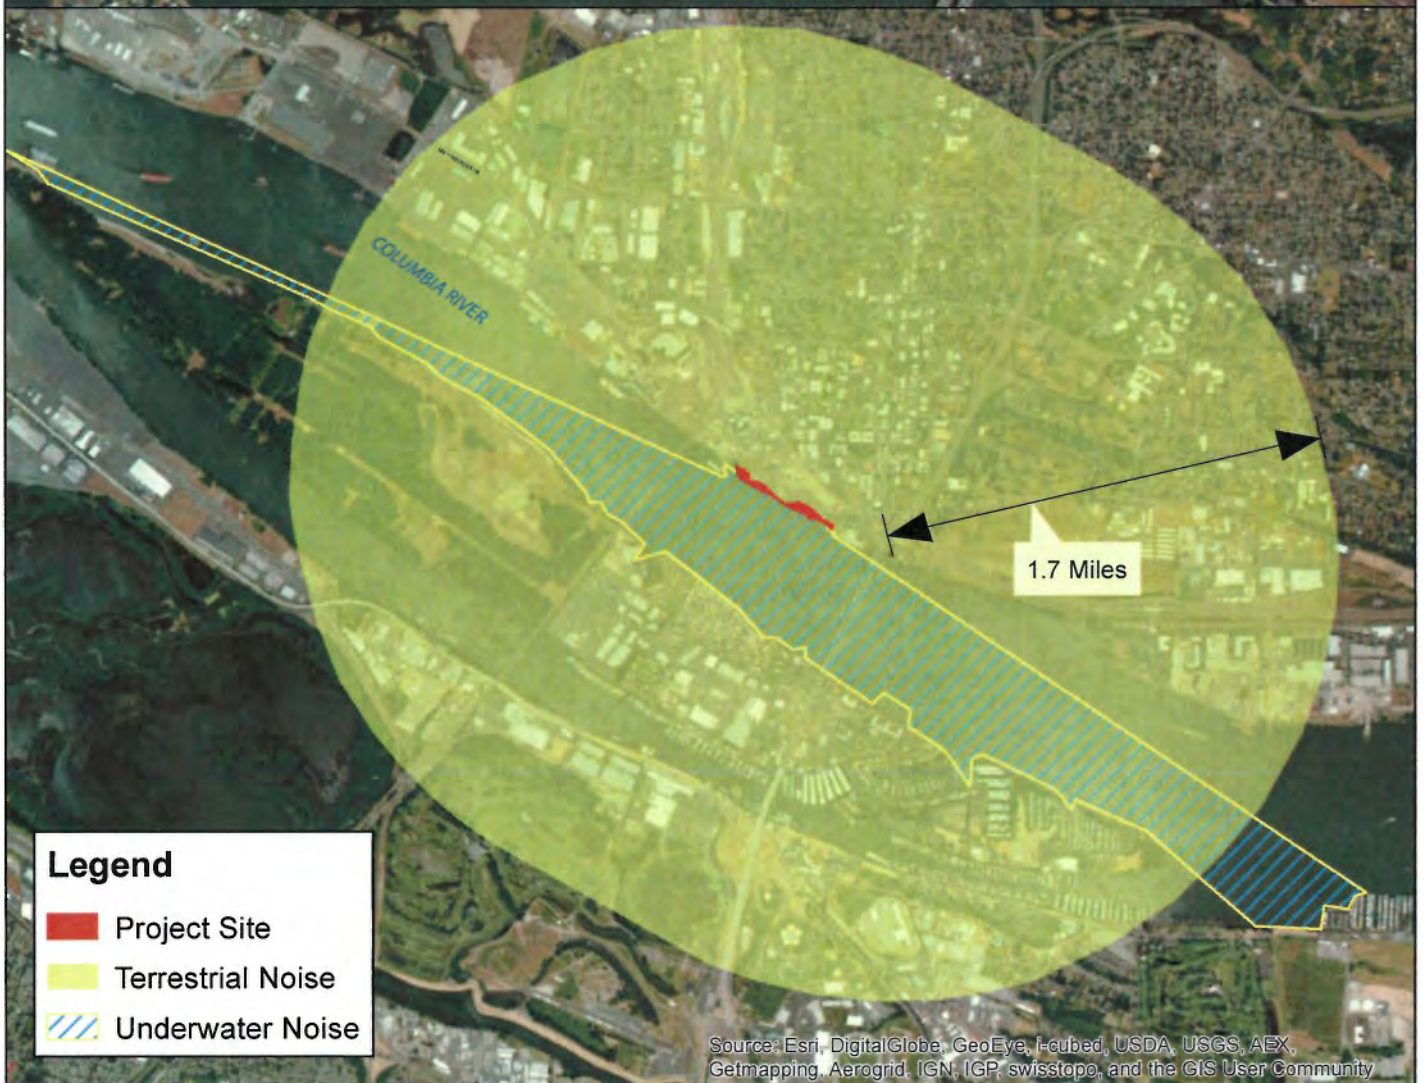 COLUMBIA RIVER
1.7 Miles
Legend
Project Site
Terrestrial Noise
Underwater Noise
Source: Esri, DigitalGlobe, GeoEye, i-cubed, USDA, USGS, AEX,
Getmapping, Aerogrid, IGN, IGP, swisstopo, and the GIS User Community